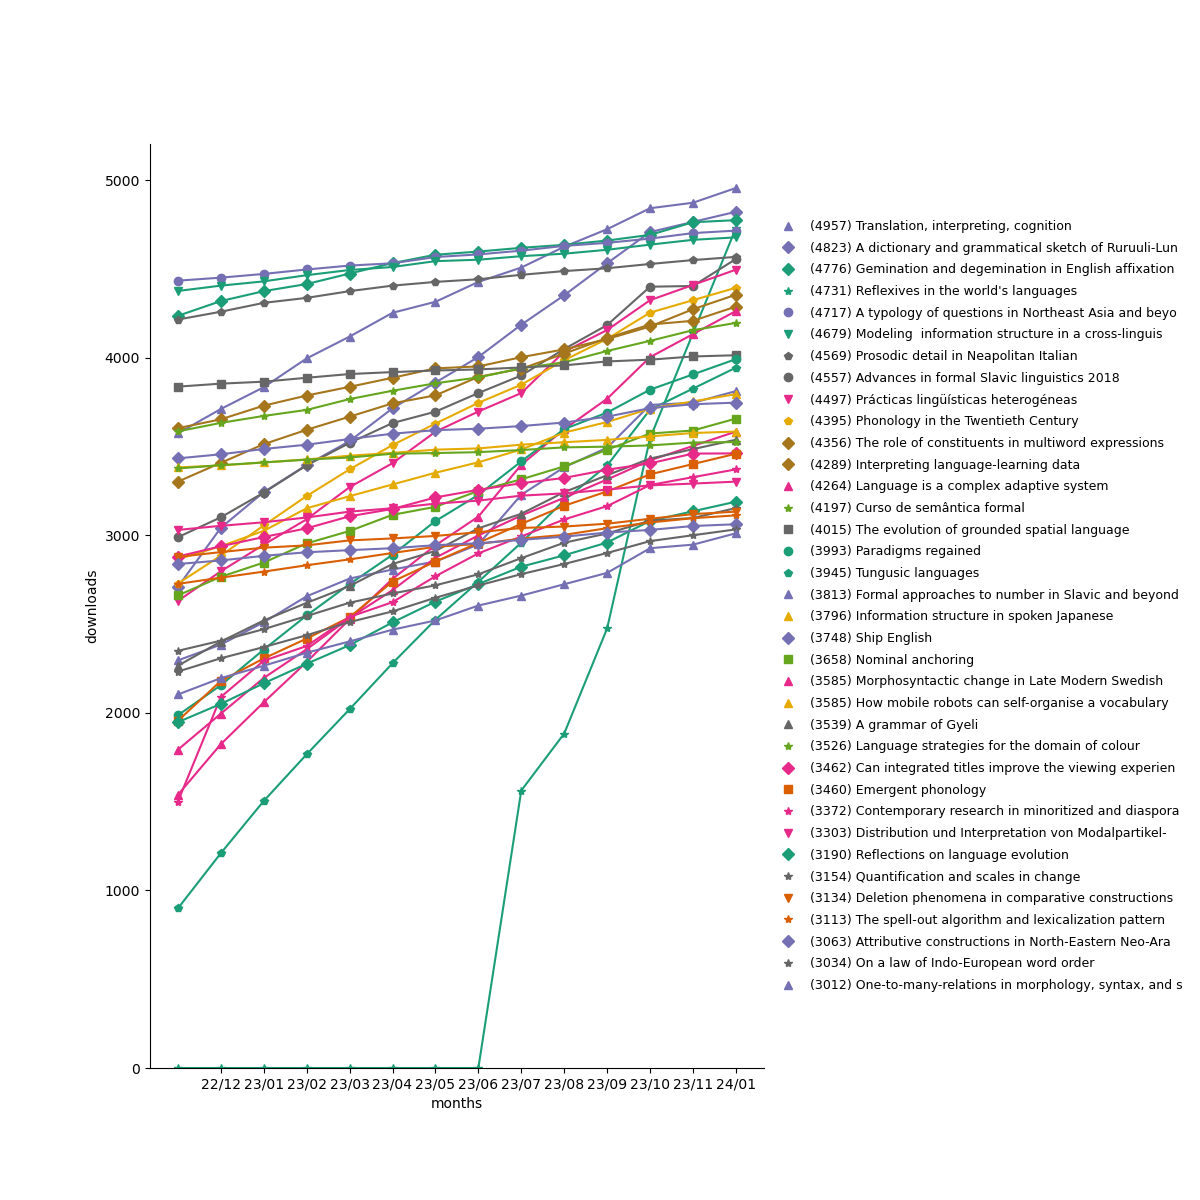 5000
4000
3000
2000
1000
0
downloads
22/12 23/01 23/02 23/03 23/04 23/05 23/06 23/07 23/08 23/09 23/10 23/11 24/01
months
(4957) Translation, interpreting, cognition
(4823) A dictionary and grammatical sketch of Ruruuli-Lun
(4776) Gemination and degemination in English affixation
(4731) Reflexives in the world's languages
(4717) A typology of questions in Northeast Asia and beyo
(4679) Modeling  information structure in a cross-linguis
(4569) Prosodic detail in Neapolitan Italian
(4557) Advances in formal Slavic linguistics 2018
(4497) Prácticas lingüísticas heterogéneas
(4395) Phonology in the Twentieth Century
(4356) The role of constituents in multiword expressions
(4289) Interpreting language-learning data
(4264) Language is a complex adaptive system
(4197) Curso de semântica formal
(4015) The evolution of grounded spatial language
(3993) Paradigms regained
(3945) Tungusic languages
(3813) Formal approaches to number in Slavic and beyond
(3796) Information structure in spoken Japanese
(3748) Ship English
(3658) Nominal anchoring
(3585) Morphosyntactic change in Late Modern Swedish
(3585) How mobile robots can self-organise a vocabulary
(3539) A grammar of Gyeli
(3526) Language strategies for the domain of colour
(3462) Can integrated titles improve the viewing experien
(3460) Emergent phonology
(3372) Contemporary research in minoritized and diaspora
(3303) Distribution und Interpretation von Modalpartikel-
(3190) Reflections on language evolution
(3154) Quantification and scales in change
(3134) Deletion phenomena in comparative constructions
(3113) The spell-out algorithm and lexicalization pattern
(3063) Attributive constructions in North-Eastern Neo-Ara
(3034) On a law of Indo-European word order
(3012) One-to-many-relations in morphology, syntax, and s